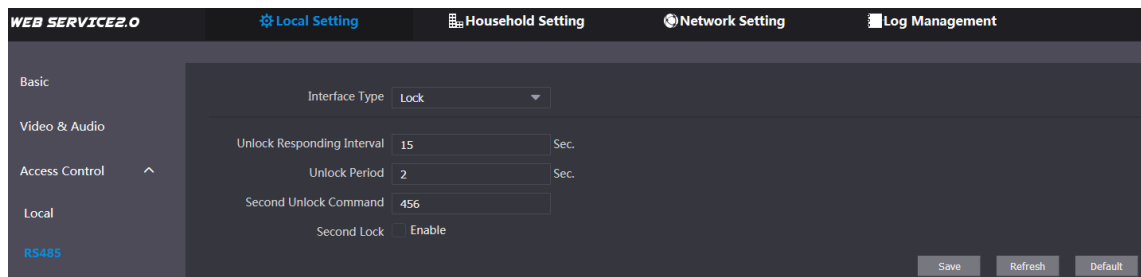 WEB SERVICE2.0 Local Setting Household Setting Network Setting Log Management
Basic
Interface Type Lock
Video & Audio
Unlock Responding Interval 15 Sec.
Access Control
Unlock Period 2 Sec.
Second Unlock Command 456
Local
Second Lock Enable
RS485
Save Refresh Default